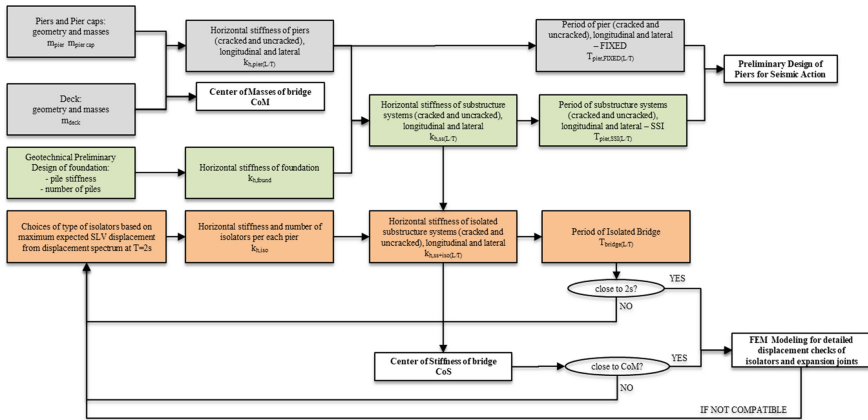 Piers and Pier caps:
geometry and masses
m_pier m_pier cap
Horizontal stiffness of piers
(cracked and uncracked),
longitudinal and lateral
k_h,pier(L/T)
Period of pier (cracked and
uncracked), longitudinal and lateral
– FIXED
T_pier,FIXED(L/T)
Preliminary Design of
Piers for Seismic Action
Deck:
geometry and masses
m_deck
Center of Masses of bridge
CoM
Horizontal stiffness of substructure
systems (cracked and uncracked),
longitudinal and lateral
k_h,ss(L/T)
Period of substructure systems
(cracked and uncracked),
longitudinal and lateral – SSI
T_pier,SSI(L/T)
Geotechnical Preliminary
Design of foundation:
- pile stiffness
- number of piles
Horizontal stiffness of foundation
k_h,found
Choices of type of isolators based on
maximum expected SLV displacement
from displacement spectrum at T=2s
Horizontal stiffness and number of
isolators per each pier
k_h,iso
Horizontal stiffness of isolated
substructure systems (cracked and
uncracked), longitudinal and lateral
k_h,ss+iso(L/T)
Period of Isolated Bridge
T_bridge(L/T)
close to 2s?
YES
NO
Center of Stiffness of bridge
CoS
close to CoM?
YES
NO
FEM Modeling for detailed
displacement checks of
isolators and expansion joints
IF NOT COMPATIBLE